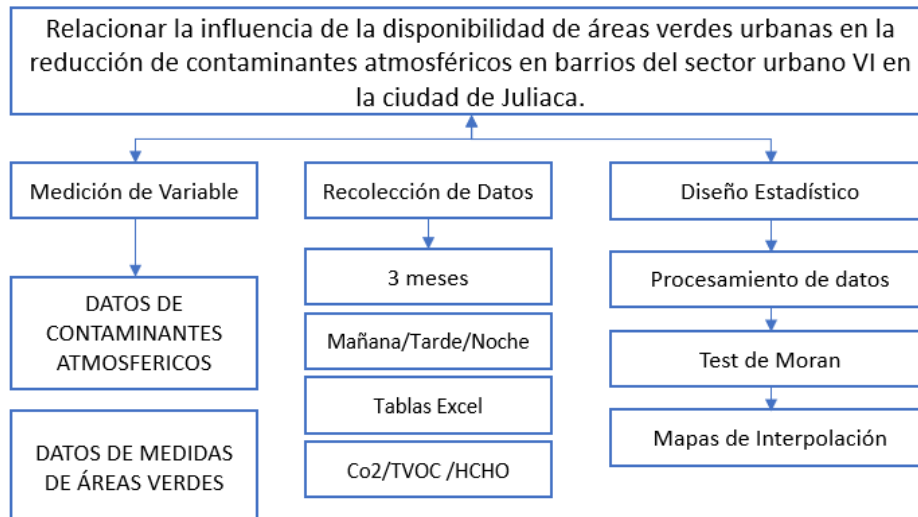 Relacionar la influencia de la disponibilidad de áreas verdes urbanas en la
reducción de contaminantes atmosféricos en barrios del sector urbano VI en
la ciudad de Juliaca.
Medición de Variable
DATOS DE
CONTAMINANTES
ATMOSFERICOS
DATOS DE MEDIDAS
DE ÁREAS VERDES
Recolección de Datos
3 meses
Mañana/Tarde/Noche
Tablas Excel
Co2/TVOC /HCHO
Diseño Estadístico
Procesamiento de datos
Test de Moran
Mapas de Interpolación